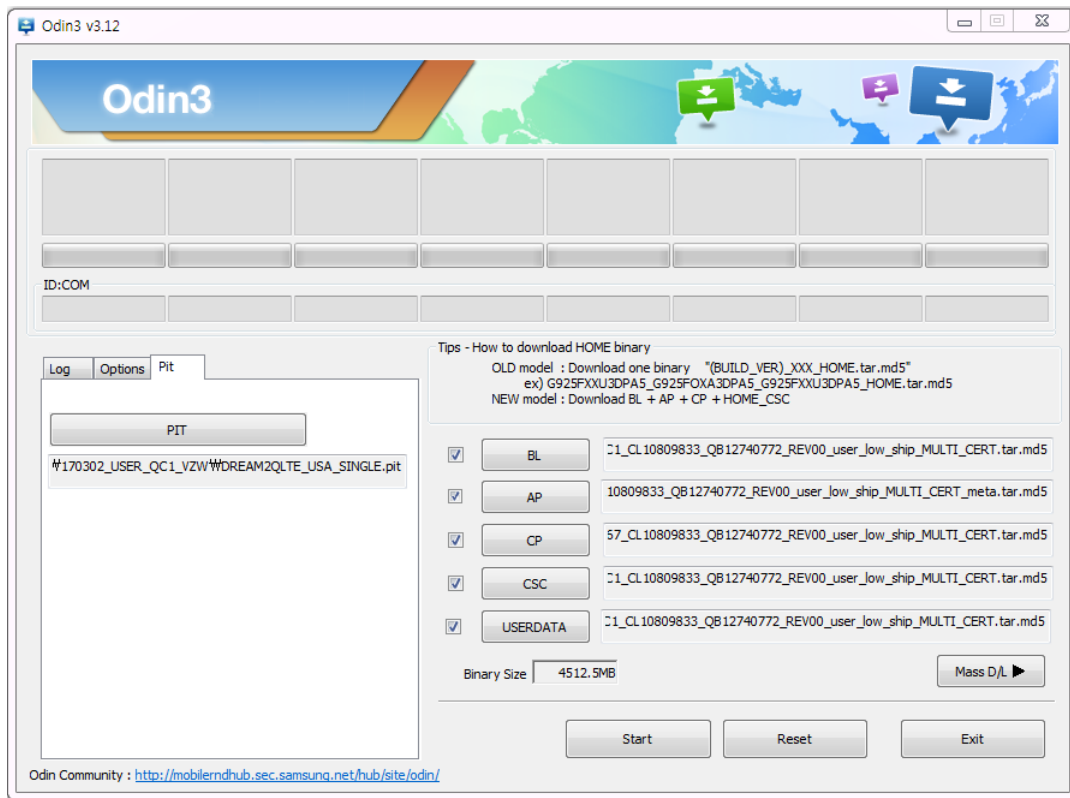 Odin3 v3.12
Odin3
ID:COM
Log
Options
Pit
PIT
₩170302_USER_QC1_VZW₩DREAM2QLTE_USA_SINGLE.pit
Tips - How to download HOME binary
OLD model : Download one binary "(BUILD_VER)_XXX_HOME.tar.md5"
ex) G925FXXU3DPA5_G925FOXA3DPA5_G925FXXU3DPA5_HOME.tar.md5
NEW model : Download BL + AP + CP + HOME_CSC
BL
C1_CL10809833_QB12740772_REV00_user_low_ship_MULTI_CERT.tar.md5
AP
10809833_QB12740772_REV00_user_low_ship_MULTI_CERT_meta.tar.md5
CP
57_CL10809833_QB12740772_REV00_user_low_ship_MULTI_CERT.tar.md5
CSC
C1_CL10809833_QB12740772_REV00_user_low_ship_MULTI_CERT.tar.md5
USERDATA
C1_CL10809833_QB12740772_REV00_user_low_ship_MULTI_CERT.tar.md5
Binary Size 4512.5MB
Mass D/L
Start
Reset
Exit
Odin Community : http://mobilerndhub.sec.samsung.net/hub/site/odin/